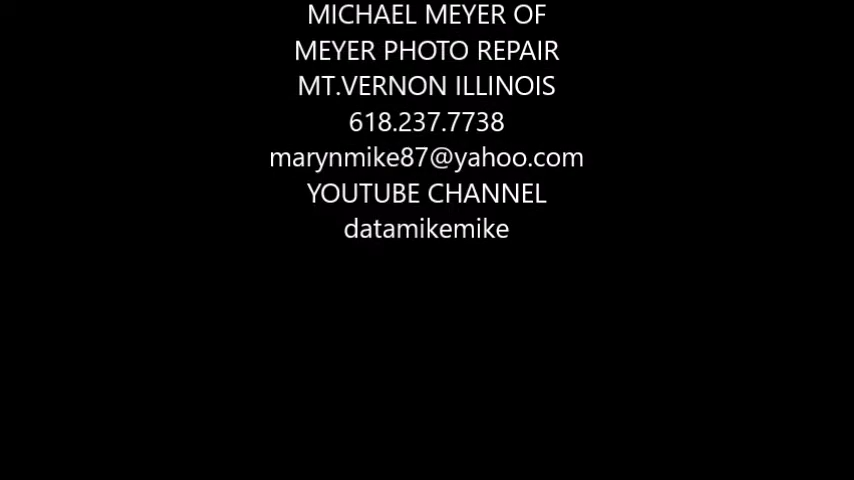 MICHAEL MEYER OF
MEYER PHOTO REPAIR
MT.VERNON ILLINOIS
618.237.7738
marynmike87@yahoo.com
YOUTUBE CHANNEL
datamikemike